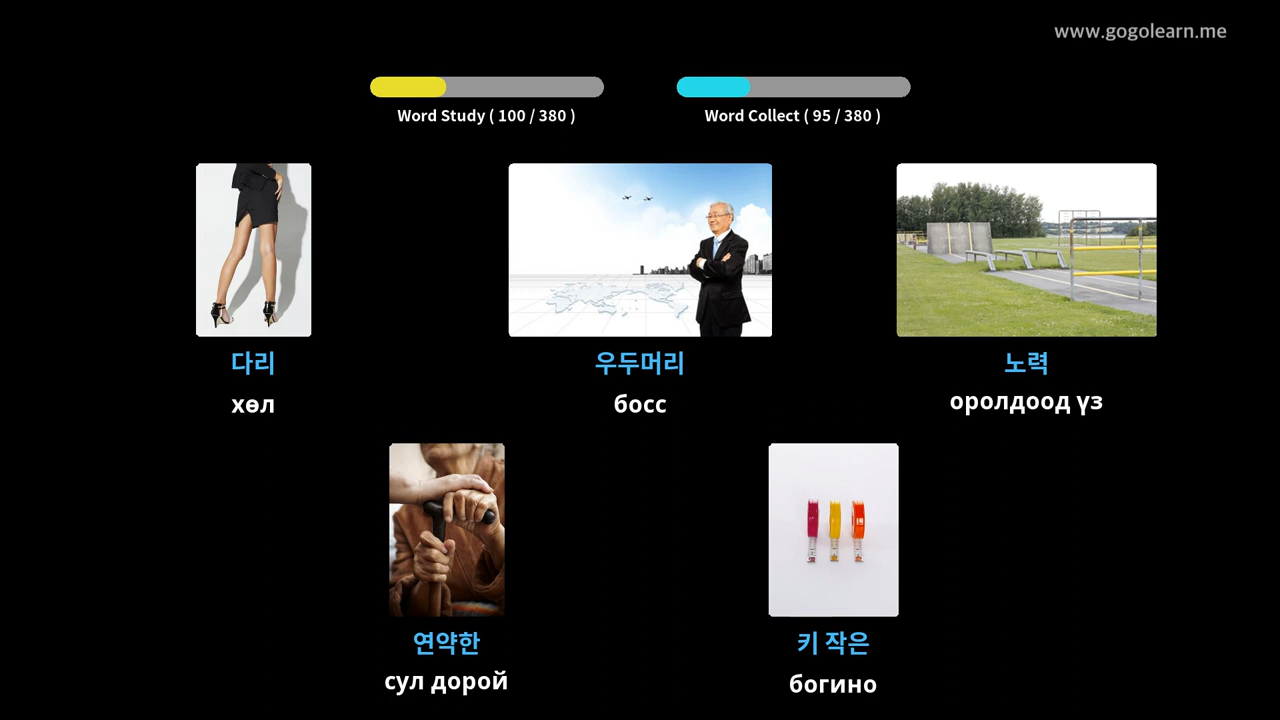 www.gogolearn.me
Word Study ( 100 / 380 )
Word Collect ( 95 / 380 )
다리
хөл
우두머리
босс
노력
оролдоод үз
연약한
сул дорой
키 작은
богино